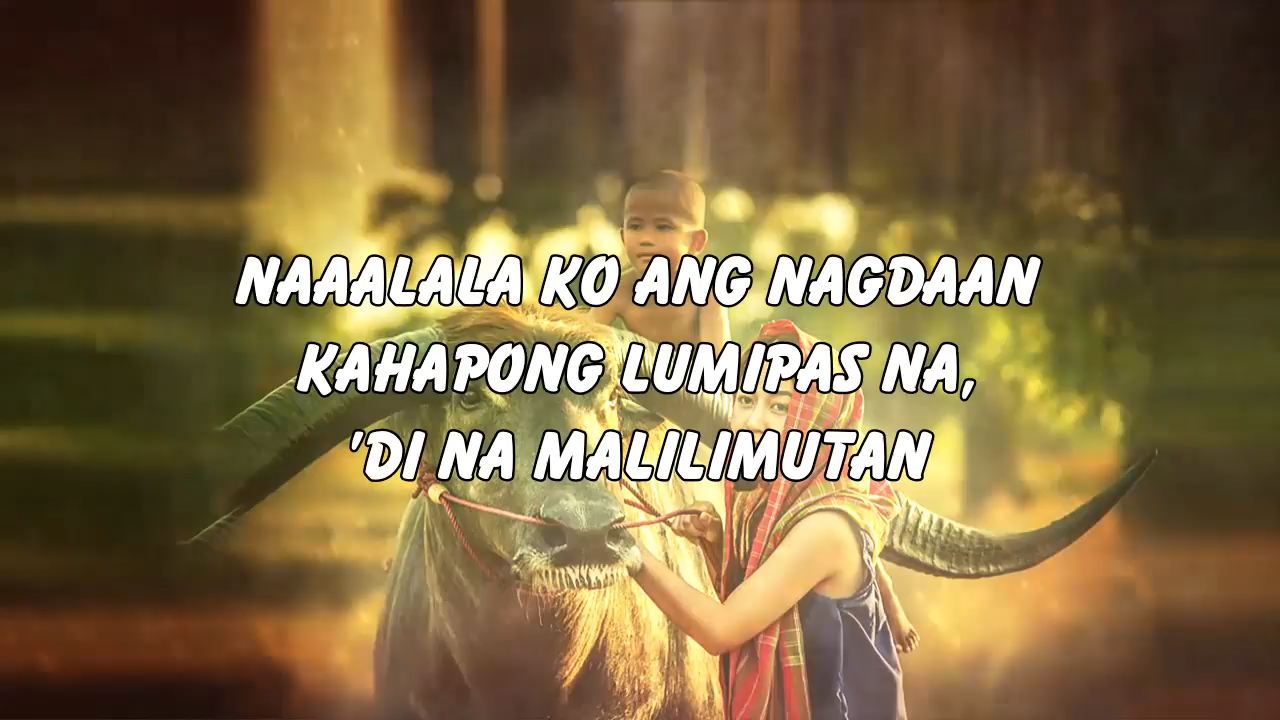 NAAALALA KO ANG NAGDAAN
KAHAPONG LUMIPAS NA,
'DI NA MALILIMUTAN